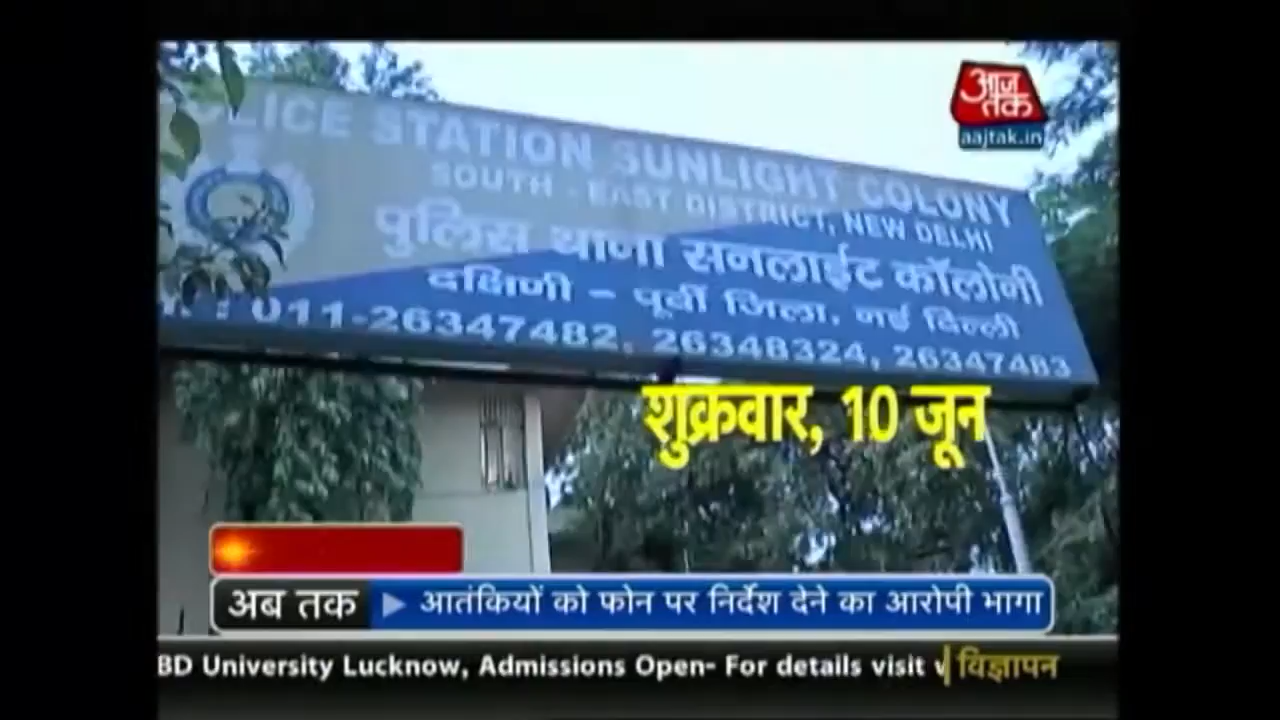 आज
तक
aajtak.in
POLICE STATION SUNLIGHT COLONY
SOUTH - EAST DISTRICT, NEW DELHI
पुलिस थाना सनलाईट कॉलोनी
दक्षिणी - पूर्वी जिला, नई दिल्ली
: 011-26347482, 26348324, 26347483
शुक्रवार, 10 जून
अब तक आतंकियों को फोन पर निर्देश देने का आरोपी भागा
BD University Lucknow, Admissions Open- For details visit विज्ञापन